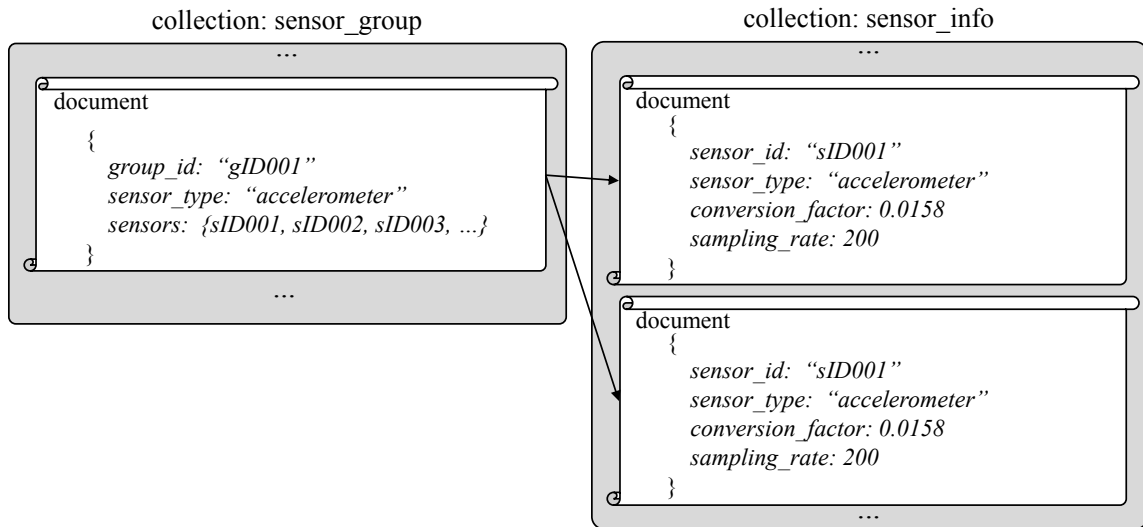 collection: sensor_group
...
document
{
group_id: “gID001”
sensor_type: “accelerometer”
sensors: {sID001, sID002, sID003, ...}
}
...
collection: sensor_info
...
document
{
sensor_id: “sID001”
sensor_type: “accelerometer”
conversion_factor: 0.0158
sampling_rate: 200
}
document
{
sensor_id: “sID001”
sensor_type: “accelerometer”
conversion_factor: 0.0158
sampling_rate: 200
}
...